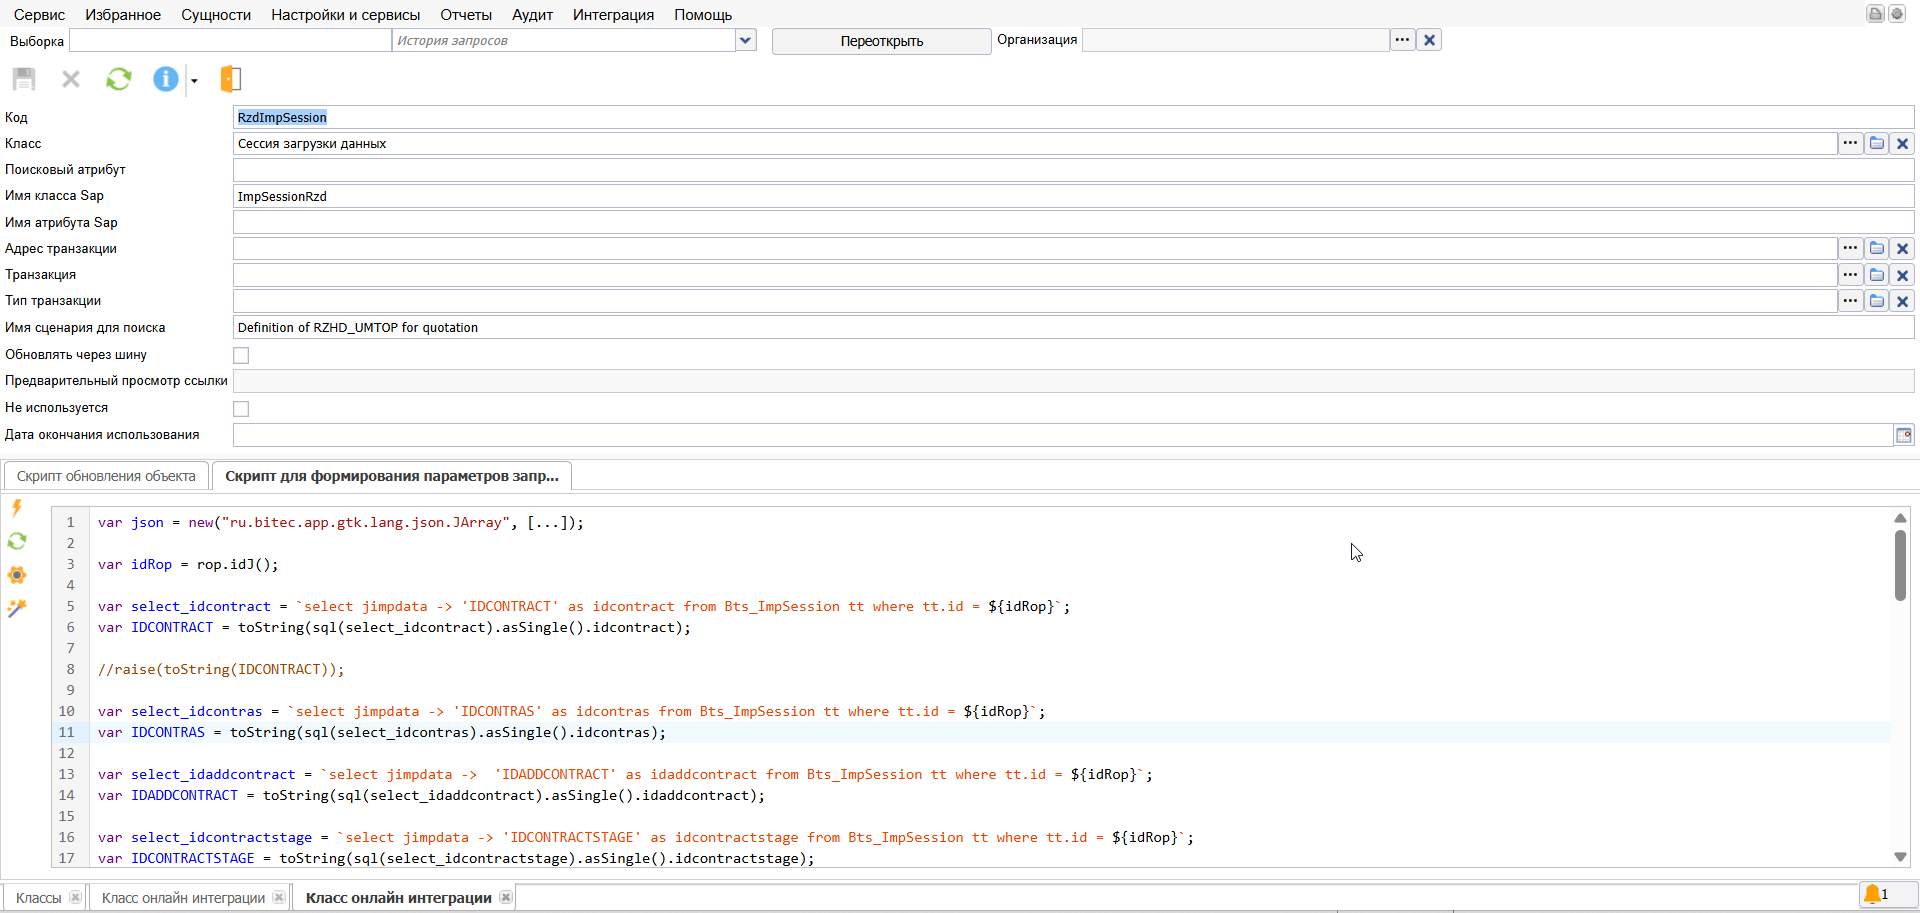 Сервис Избранное Сущности Настройки и сервисы Отчеты Аудит Интеграция Помощь
Выборка История запросов Переоткрыть Организация
Код RzdImpSession
Класс Сессия загрузки данных
Поисковый атрибут
Имя класса Sap ImpSessionRzd
Имя атрибута Sap
Адрес транзакции
Транзакция
Тип транзакции
Имя сценария для поиска Definition of RZHD_UMTOP for quotation
Обновлять через шину
Предварительный просмотр ссылки
Не используется
Дата окончания использования
Скрипт обновления объекта Скрипт для формирования параметров запр...
1 var json = new("ru.bitec.app.gtk.lang.json.JArray", [...]);
2
3 var idRop = rop.idJ();
4
5 var select_idcontract = `select jimpdata -> 'IDCONTRACT' as idcontract from Bts_ImpSession tt where tt.id = ${idRop}`;
6 var IDCONTRACT = toString(sql(select_idcontract).asSingle().idcontract);
7
8 //raise(toString(IDCONTRACT));
9
10 var select_idcontras = `select jimpdata -> 'IDCONTRAS' as idcontras from Bts_ImpSession tt where tt.id = ${idRop}`;
11 var IDCONTRAS = toString(sql(select_idcontras).asSingle().idcontras);
12
13 var select_idaddcontract = `select jimpdata ->  'IDADDCONTRACT' as idaddcontract from Bts_ImpSession tt where tt.id = ${idRop}`;
14 var IDADDCONTRACT = toString(sql(select_idaddcontract).asSingle().idaddcontract);
15
16 var select_idcontractstage = `select jimpdata -> 'IDCONTRACTSTAGE' as idcontractstage from Bts_ImpSession tt where tt.id = ${idRop}`;
17 var IDCONTRACTSTAGE = toString(sql(select_idcontractstage).asSingle().idcontractstage);
Классы Класс онлайн интеграции Класс онлайн интеграции 1